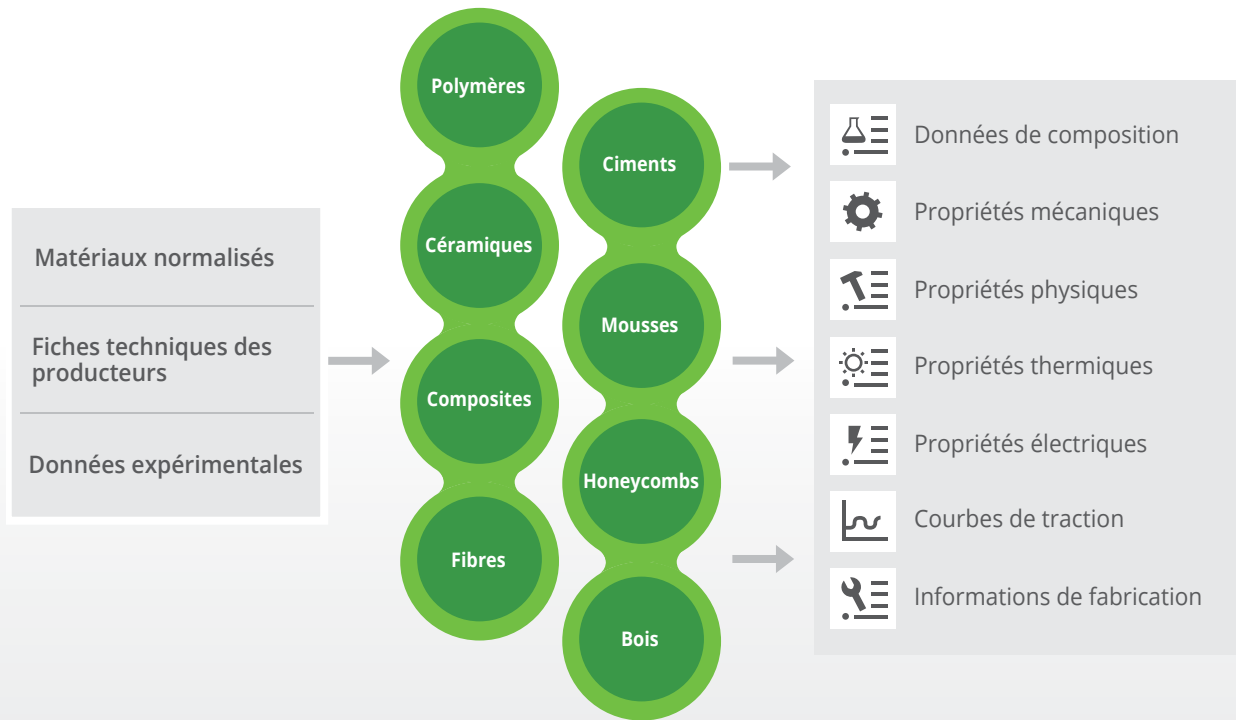 Matériaux normalisés
Fiches techniques des
producteurs
Données expérimentales
Polymères
Céramiques
Composites
Fibres
Ciments
Mousses
Honeycombs
Bois
Données de composition
Propriétés mécaniques
Propriétés physiques
Propriétés thermiques
Propriétés électriques
Courbes de traction
Informations de fabrication